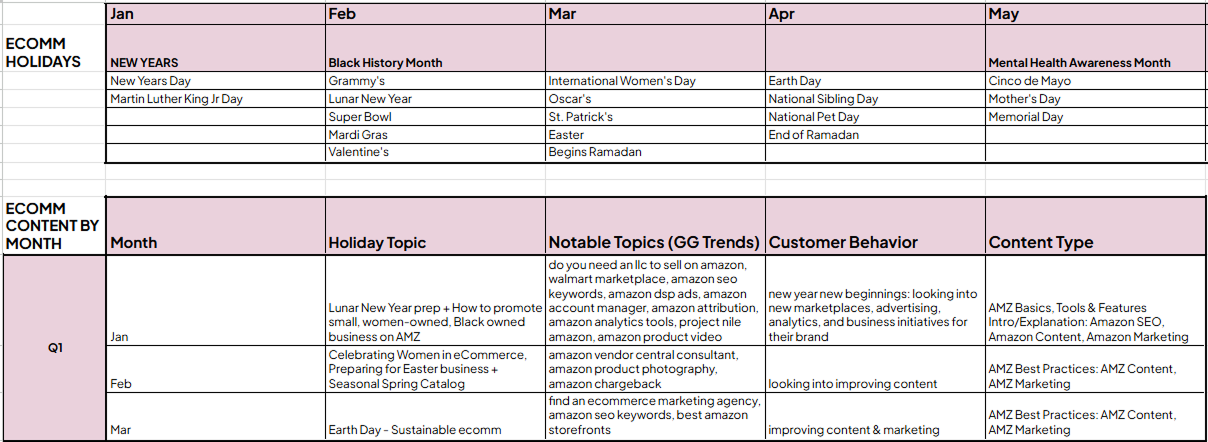 Jan Feb Mar Apr May
ECOMM
HOLIDAYS
NEW YEARS Black History Month Mental Health Awareness Month
New Years Day Grammy's International Women's Day Earth Day Cinco de Mayo
Martin Luther King Jr Day Lunar New Year Oscar's National Sibling Day Mother's Day
Super Bowl St. Patrick's National Pet Day Memorial Day
Mardi Gras Easter End of Ramadan
Valentine's Begins Ramadan
ECOMM
CONTENT BY
MONTH
Month Holiday Topic Notable Topics (GG Trends) Customer Behavior Content Type
Q1
Jan
Lunar New Year prep + How to promote
small, women-owned, Black owned
business on AMZ
do you need an llc to sell on amazon,
walmart marketplace, amazon seo
keywords, amazon dsp ads, amazon
account manager, amazon attribution,
amazon analytics tools, project nile
amazon, amazon product video
new year new beginnings: looking into
new marketplaces, advertising,
analytics, and business initiatives for
their brand
AMZ Basics, Tools & Features
Intro/Explanation: Amazon SEO,
Amazon Content, Amazon Marketing
Feb
Celebrating Women in eCommerce,
Preparing for Easter business +
Seasonal Spring Catalog
amazon vendor central consultant,
amazon product photography,
amazon chargeback
looking into improving content
AMZ Best Practices: AMZ Content,
AMZ Marketing
Mar
Earth Day - Sustainable ecomm
find an ecommerce marketing agency,
amazon seo keywords, best amazon
storefronts
improving content & marketing
AMZ Best Practices: AMZ Content,
AMZ Marketing